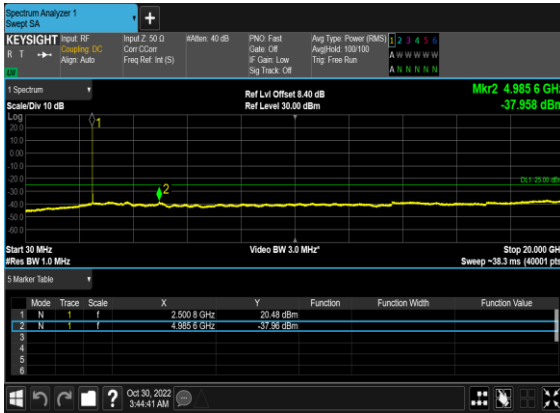 Spectrum Analyzer 1
Swept SA
+
KEYSIGHT Input: RF Input Z: 50 Ω #Atten: 40 dB PNO: Fast Avg Type: Power (RMS) 1 2 3 4 5 6
R T Coupling: DC Corr CCorr Gate: Off Avg|Hold: 100/100 A W W W W W
Align: Auto Freq Ref: Int (S) IF Gain: Low Trig: Free Run
Sig Track: Off A N N N N N
1 Spectrum Ref Lvl Offset 8.40 dB Mkr2 4.985 6 GHz
Scale/Div 10 dB Ref Level 30.00 dBm -37.958 dBm
Log
20.0
10.0
0.00
-10.0
-20.0
-30.0
-40.0
-50.0
-60.0
1
2
DL1 -25.00 dBm
Start 30 MHz Video BW 3.0 MHz* Stop 20.000 GHz
#Res BW 1.0 MHz Sweep ~38.3 ms (40001 pts)
5 Marker Table
Mode Trace Scale X Y Function Function Width Function Value
1 N 1 f 2.500 8 GHz 20.48 dBm
2 N 1 f 4.985 6 GHz -37.96 dBm
3
4
5
6
? Oct 30, 2022
3:44:41 AM